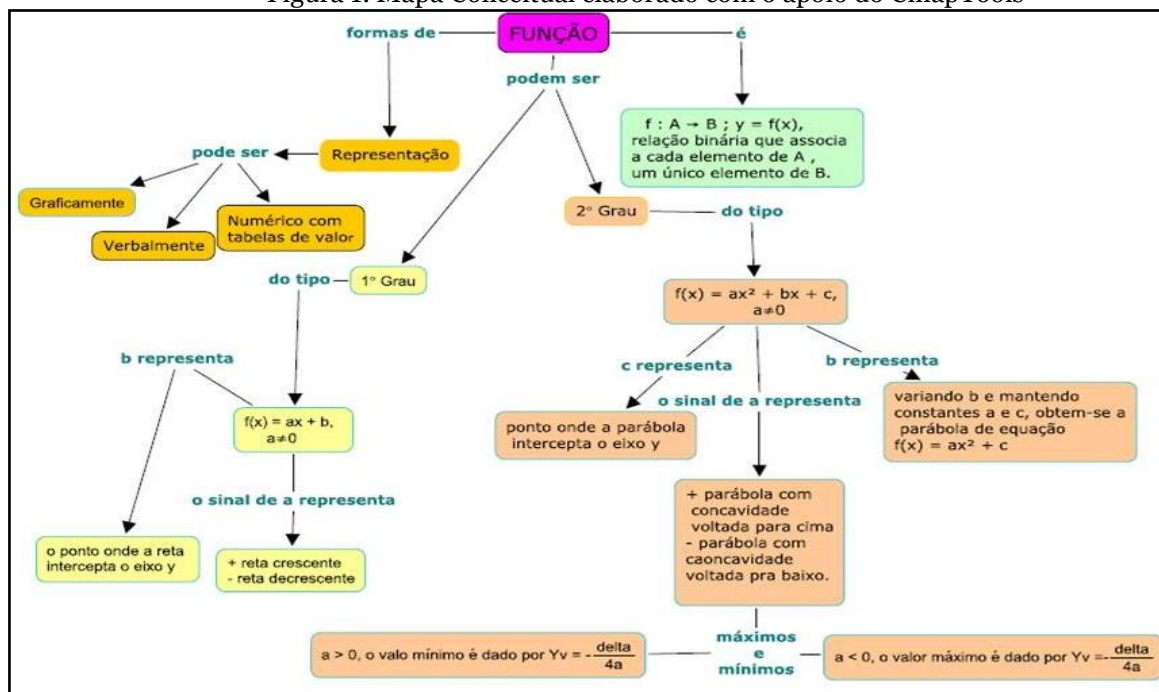 Figura 1: Mapa Conceitual elaborado com o apoio do CmapTools
formas de
FUNÇÃO
é
podem ser
f : A → B ; y = f(x),
relação binária que associa
a cada elemento de A ,
um único elemento de B.
pode ser
Representação
Graficamente
Verbalmente
Numérico com
tabelas de valor
2° Grau
do tipo
do tipo
1° Grau
f(x) = ax² + bx + c,
a≠0
b representa
c representa
b representa
o sinal de a representa
f(x) = ax + b,
a≠0
ponto onde a parábola
intercepta o eixo y
variando b e mantendo
constantes a e c, obtem-se a
parábola de equação
f(x) = ax² + c
o sinal de a representa
+ parábola com
concavidade
voltada para cima
- parábola com
caoncavidade
voltada pra baixo.
o ponto onde a reta
intercepta o eixo y
+ reta crescente
- reta decrescente
máximos
e
mínimos
a > 0, o valo mínimo é dado por Yv = - delta
4a
a < 0, o valor máximo é dado por Yv =- delta
4a